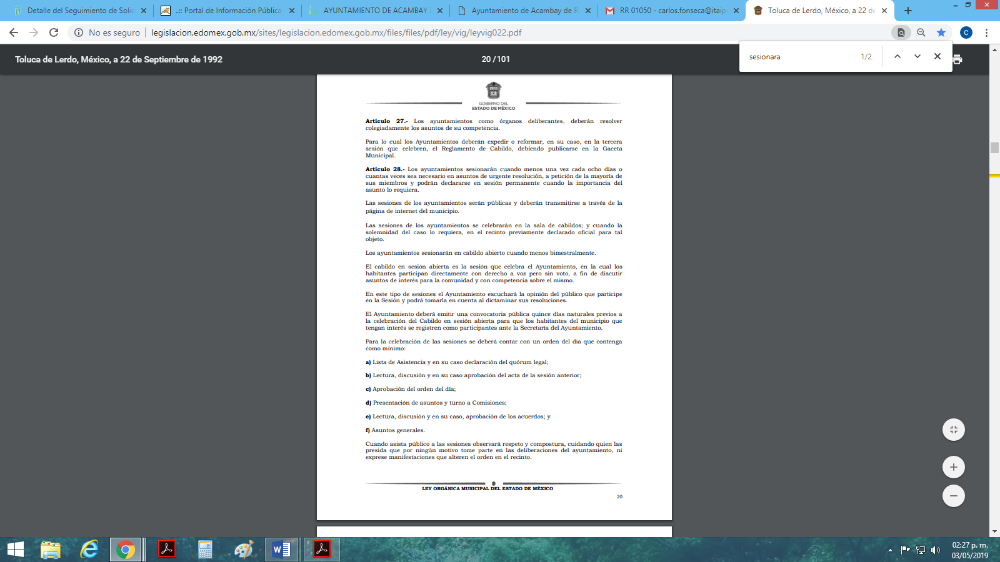 Detalle del Seguimiento de Solic
..:: Portal de Información Pública
AYUNTAMIENTO DE ACAMBAY
Ayuntamiento de Acambay de R
RR 01050 - carlos.fonseca@itaip
Toluca de Lerdo, México, a 22 de
No es seguro
legislacion.edomex.gob.mx/sites/legislacion.edomex.gob.mx/files/files/pdf/ley/vig/leyvig022.pdf
C
Toluca de Lerdo, México, a 22 de Septiembre de 1992
20 / 101
sesionara
1/2
GOBIERNO DEL
ESTADO DE MÉXICO
Artículo 27.- Los ayuntamientos como órganos deliberantes, deberán resolver
colegiadamente los asuntos de su competencia.
Para lo cual los Ayuntamientos deberán expedir o reformar, en su caso, en la tercera
sesión que celebren, el Reglamento de Cabildo, debiendo publicarse en la Gaceta
Municipal.
Artículo 28.- Los ayuntamientos sesionarán cuando menos una vez cada ocho días o
cuantas veces sea necesario en asuntos de urgente resolución, a petición de la mayoría de
sus miembros y podrán declararse en sesión permanente cuando la importancia del
asunto lo requiera.
Las sesiones de los ayuntamientos serán públicas y deberán transmitirse a través de la
página de internet del municipio.
Las sesiones de los ayuntamientos se celebrarán en la sala de cabildos; y cuando la
solemnidad del caso lo requiera, en el recinto previamente declarado oficial para tal
objeto.
Los ayuntamientos sesionarán en cabildo abierto cuando menos bimestralmente.
El cabildo en sesión abierta es la sesión que celebra el Ayuntamiento, en la cual los
habitantes participan directamente con derecho a voz pero sin voto, a fin de discutir
asuntos de interés para la comunidad y con competencia sobre el mismo.
En este tipo de sesiones el Ayuntamiento escuchará la opinión del público que participe
en la Sesión y podrá tomarla en cuenta al dictaminar sus resoluciones.
El Ayuntamiento deberá emitir una convocatoria pública quince días naturales previos a
la celebración del Cabildo en sesión abierta para que los habitantes del municipio que
tengan interés se registren como participantes ante la Secretaría del Ayuntamiento.
Para la celebración de las sesiones se deberá contar con un orden del día que contenga
como mínimo:
a) Lista de Asistencia y en su caso declaración del quórum legal;
b) Lectura, discusión y en su caso aprobación del acta de la sesión anterior;
c) Aprobación del orden del día;
d) Presentación de asuntos y turno a Comisiones;
e) Lectura, discusión y en su caso, aprobación de los acuerdos; y
f) Asuntos generales.
Cuando asista público a las sesiones observará respeto y compostura, cuidando quien las
presida que por ningún motivo tome parte en las deliberaciones del ayuntamiento, ni
exprese manifestaciones que alteren el orden en el recinto.
LEY ORGÁNICA MUNICIPAL DEL ESTADO DE MÉXICO
20
02:27 p. m.
03/05/2019